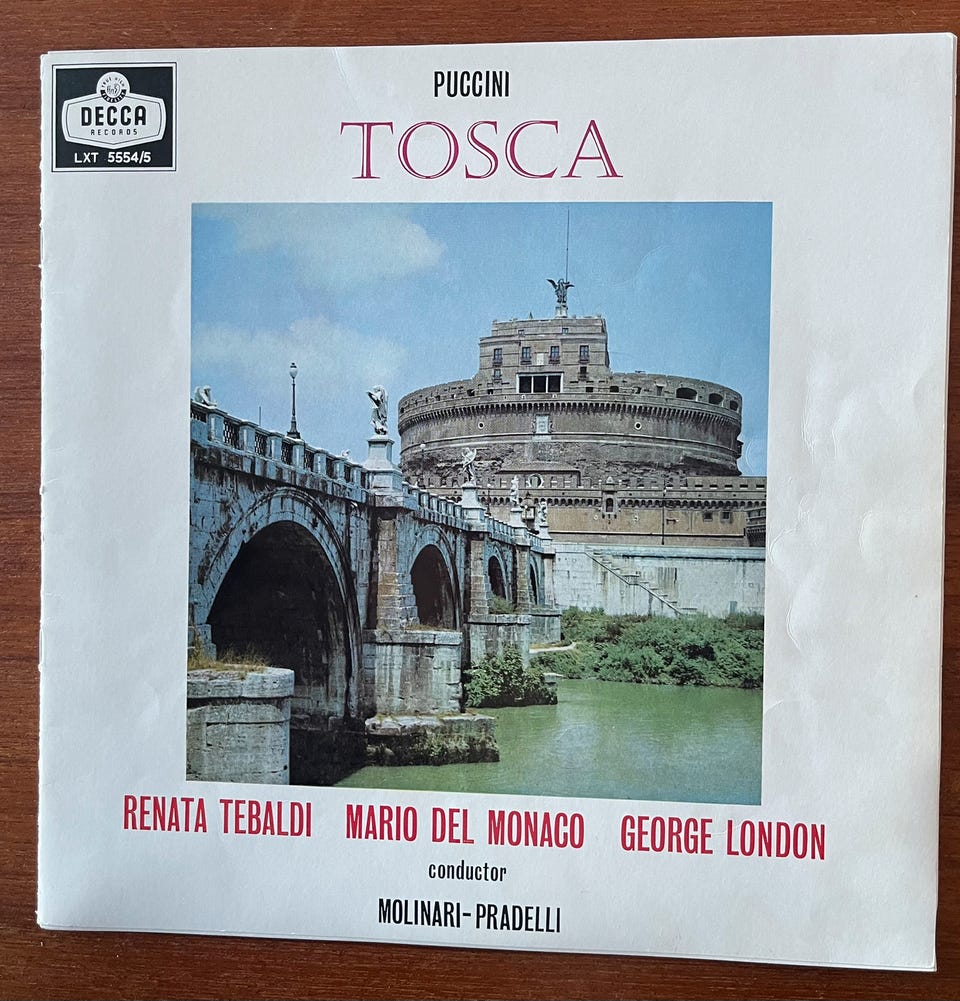 DECCA
RECORDS
LXT 5554/5
PUCCINI
TOSCA
RENATA TEBALDI MARIO DEL MONACO GEORGE LONDON
conductor
MOLINARI-PRADELLI